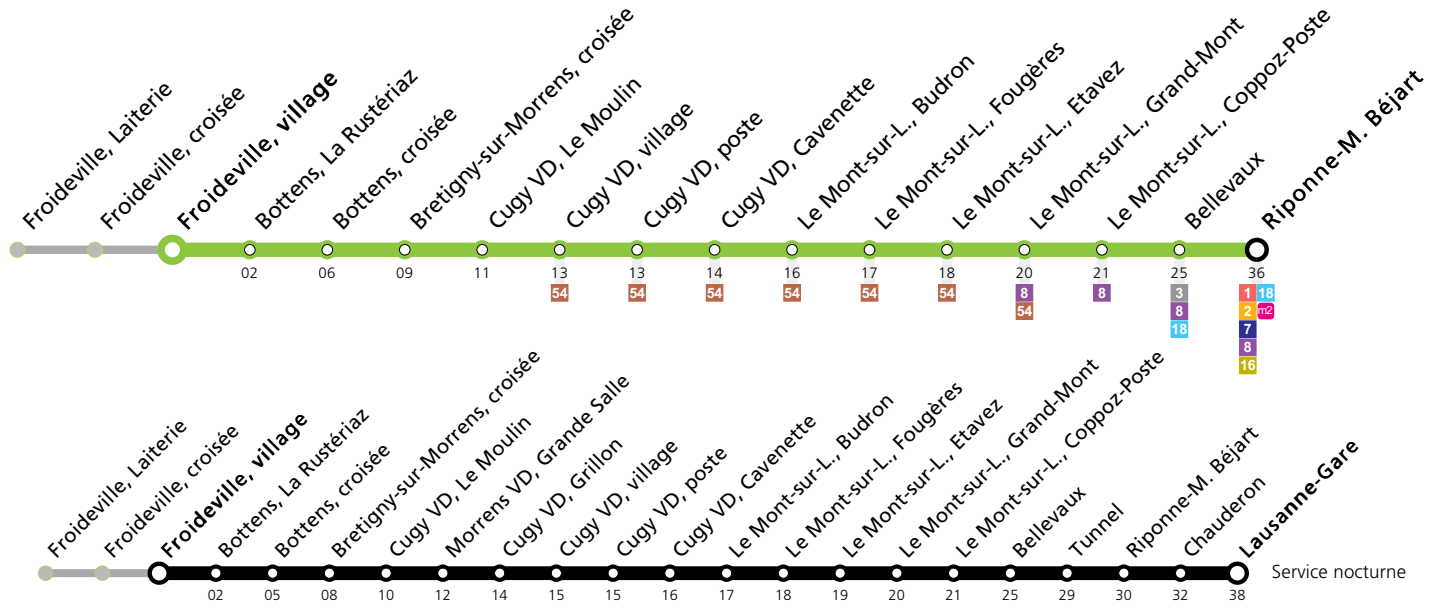 Froideville, Laiterie
Froideville, croisée
Froideville, village
Bottens, La Rustériaz
Bottens, croisée
Bretigny-sur-Morrens, croisée
Cugy VD, Le Moulin
Cugy VD, village
Cugy VD, poste
Cugy VD, Cavenette
Le Mont-sur-L., Budron
Le Mont-sur-L., Fougères
Le Mont-sur-L., Etavez
Le Mont-sur-L., Grand-Mont
Le Mont-sur-L., Coppoz-Poste
Bellevaux
Riponne-M. Béjart
02 06 09 11 13 13 14 16 17 18 20 21 25 36
54 54 54 54 54 54 8 8 3 1 18
54 8 2 m2
18 7
8
16
Froideville, Laiterie
Froideville, croisée
Froideville, village
Bottens, La Rustériaz
Bottens, croisée
Bretigny-sur-Morrens, croisée
Cugy VD, Le Moulin
Morrens VD, Grande Salle
Cugy VD, Grillon
Cugy VD, village
Cugy VD, poste
Cugy VD, Cavenette
Le Mont-sur-L., Budron
Le Mont-sur-L., Fougères
Le Mont-sur-L., Etavez
Le Mont-sur-L., Grand-Mont
Le Mont-sur-L., Coppoz-Poste
Bellevaux
Tunnel
Riponne-M. Béjart
Chauderon
Lausanne-Gare
Service nocturne
02 05 08 10 12 14 15 15 16 17 18 19 20 21 25 29 30 32 38